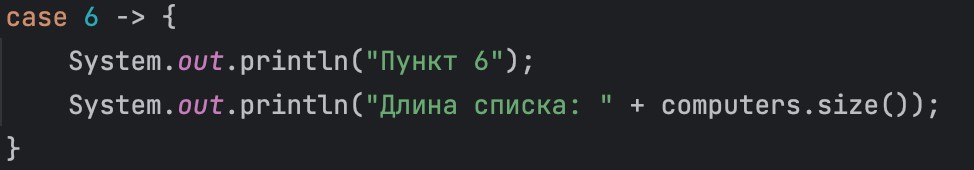 case 6 -> {
    System.out.println("Пункт 6");
    System.out.println("Длина списка: " + computers.size());
}